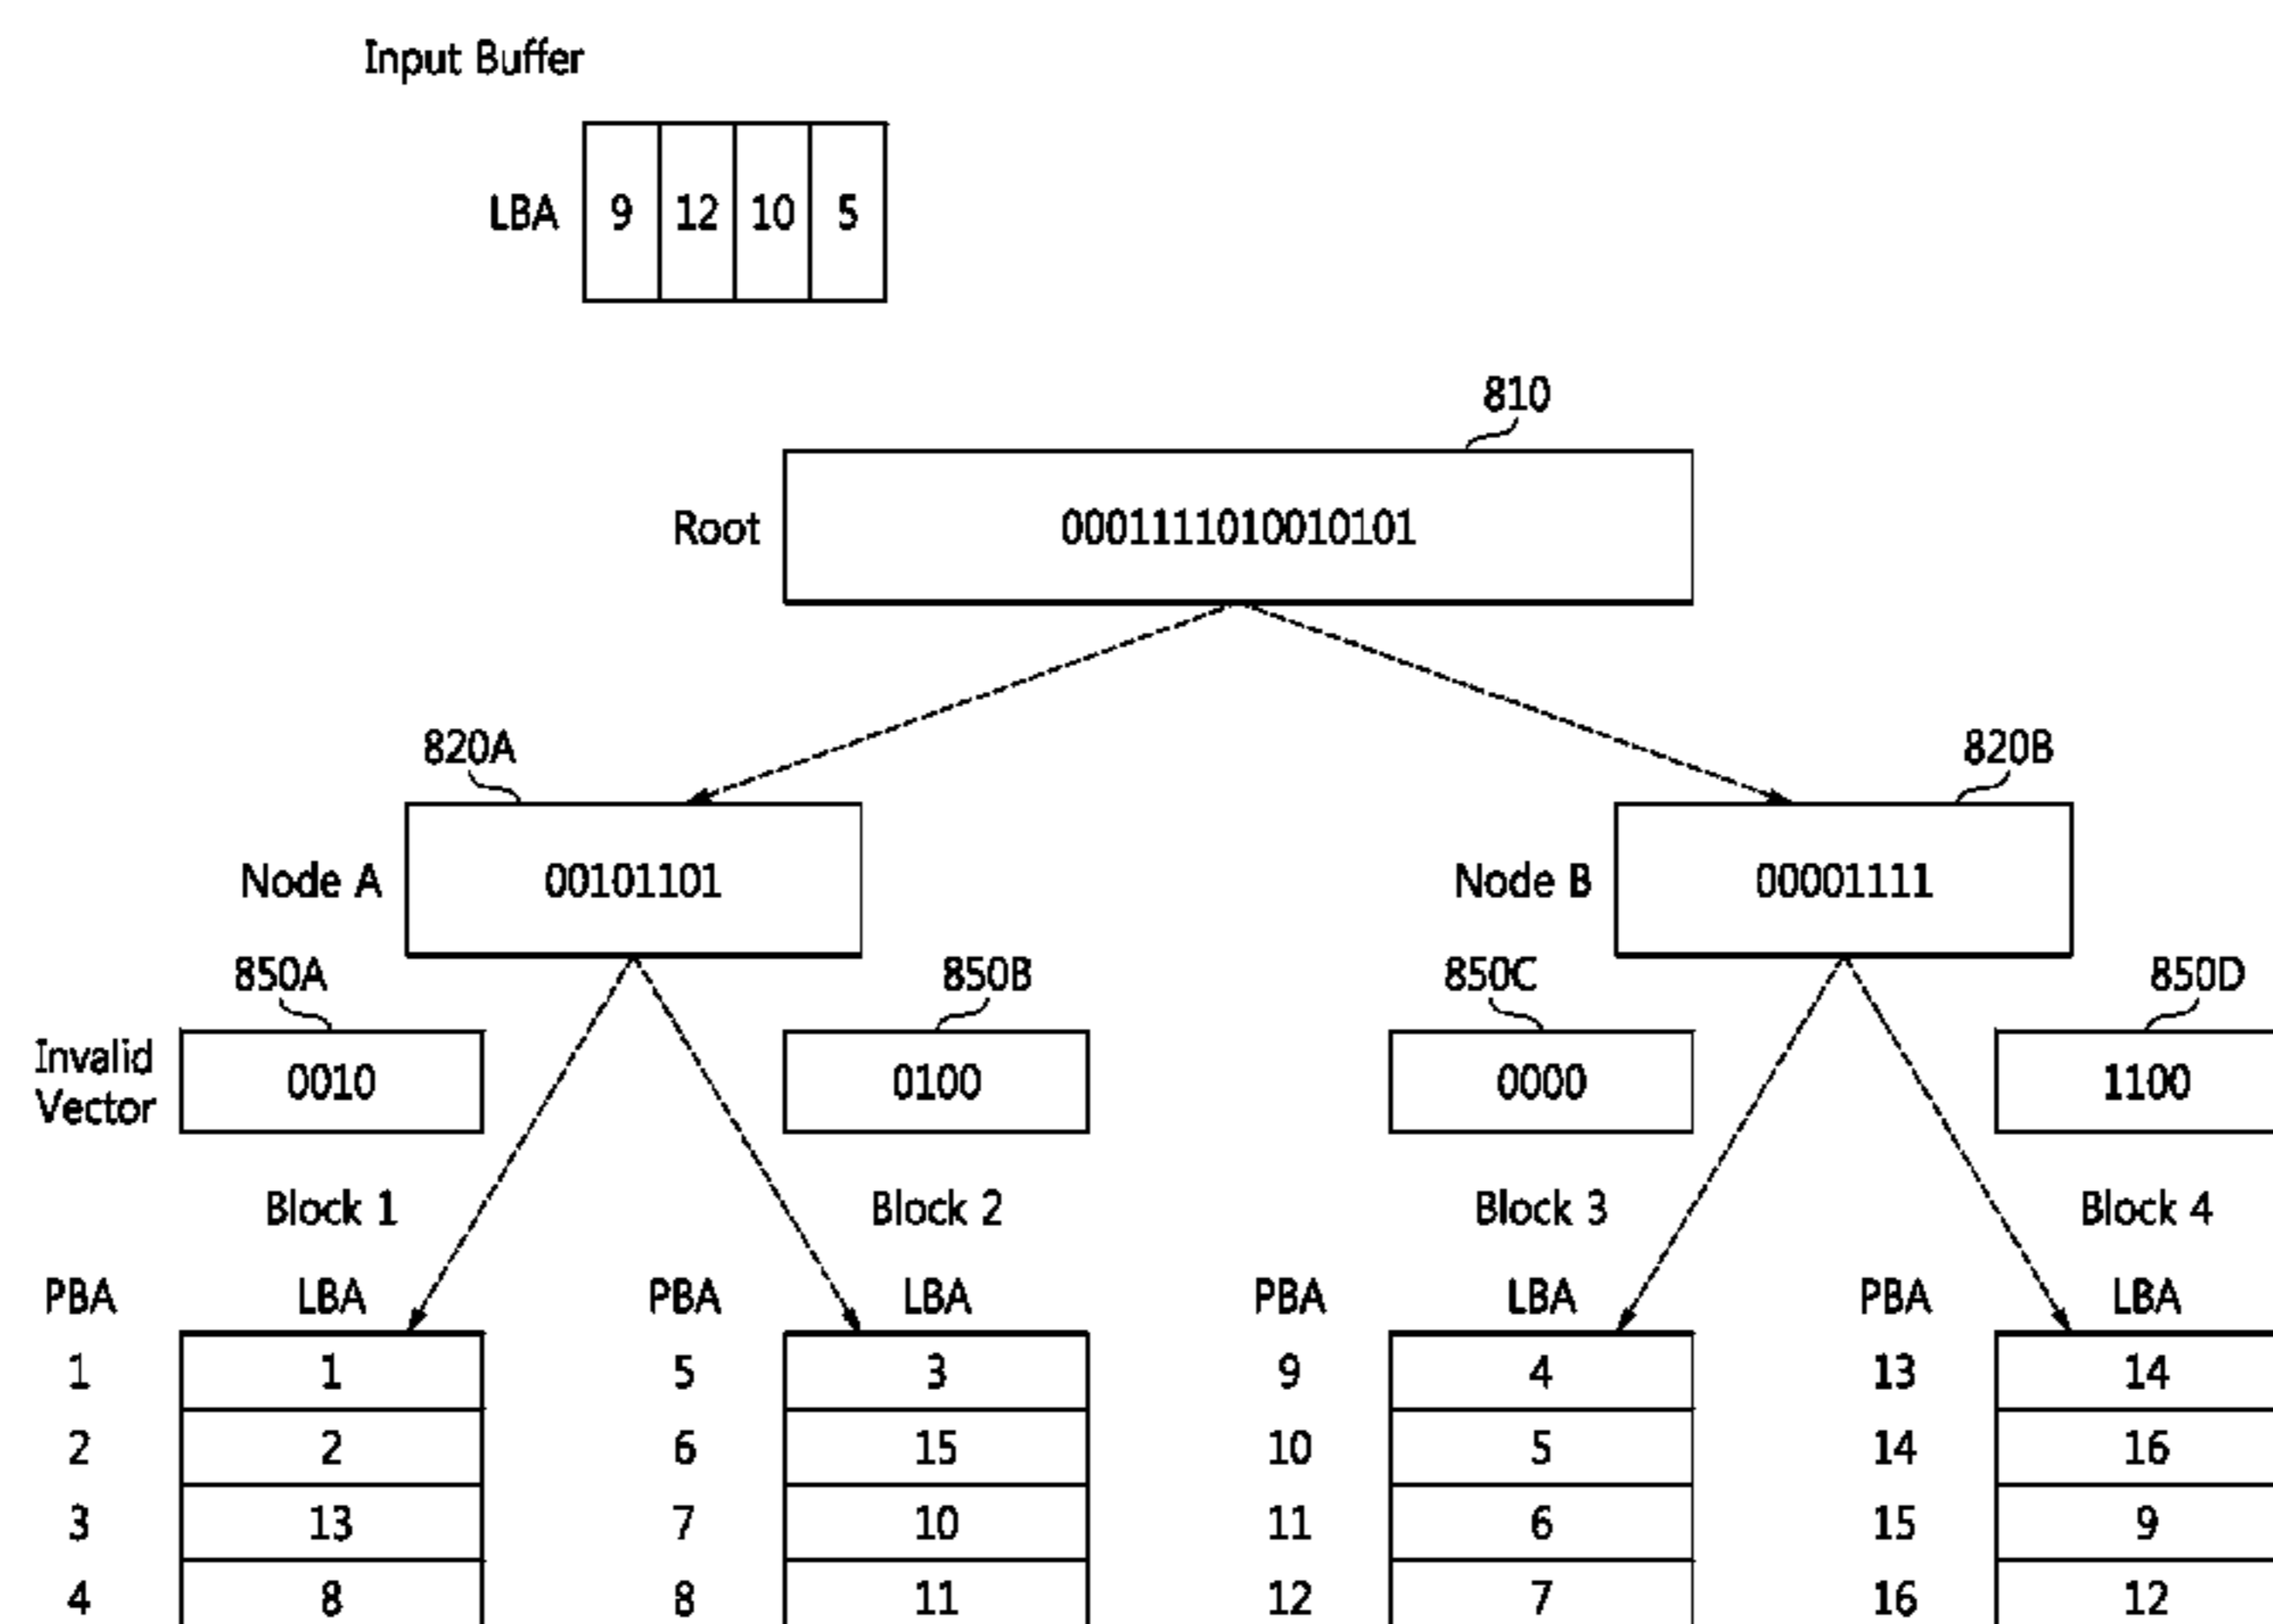 Input Buffer
LBA 9 12 10 5
810
Root 0001111010010101
820A 820B
Node A 00101101 Node B 00001111
850A 850B 850C 850D
Invalid Vector 0010 0100 0000 1100
Block 1 Block 2 Block 3 Block 4
PBA LBA PBA LBA PBA LBA PBA LBA
1 1 5 3 9 4 13 14
2 2 6 15 10 5 14 16
3 13 7 10 11 6 15 9
4 8 8 11 12 7 16 12